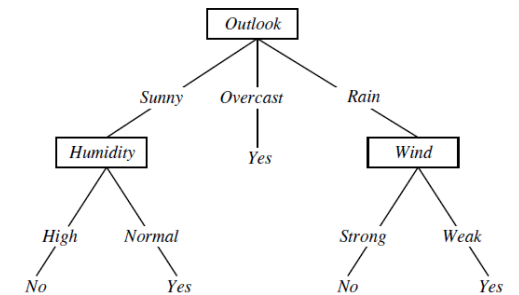 Outlook
Sunny Overcast Rain
Humidity Yes Wind
High Normal Strong Weak
No Yes No Yes